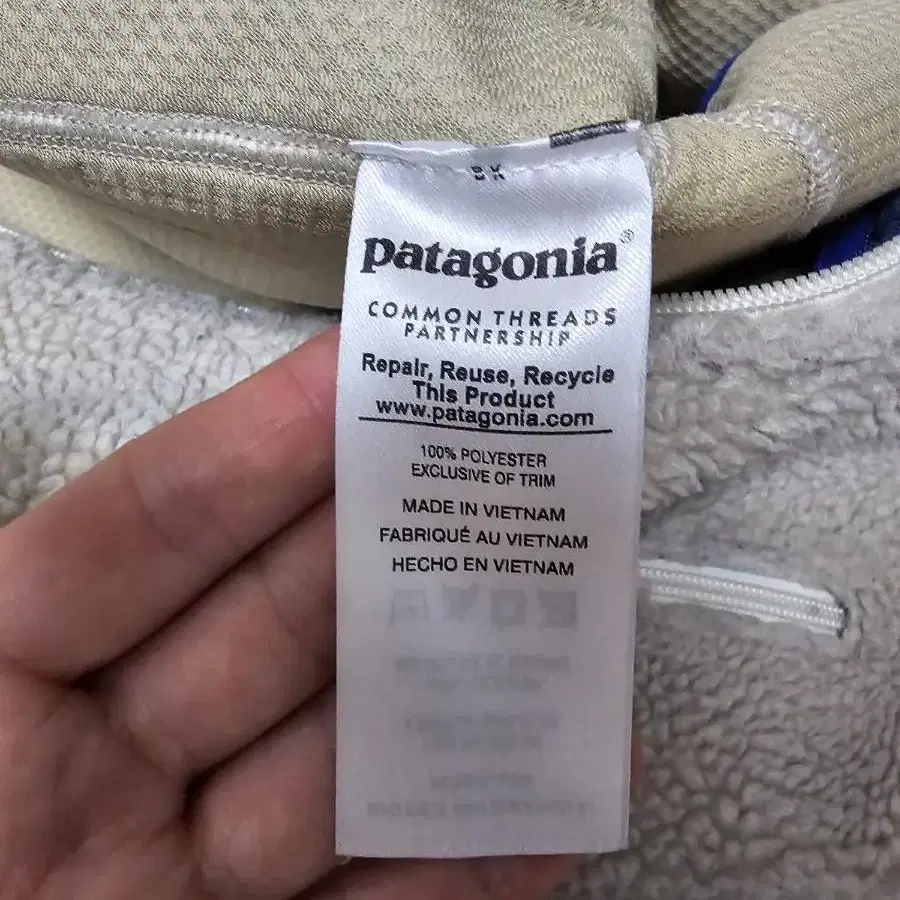 BK
patagonia®
COMMON THREADS
PARTNERSHIP
Repair, Reuse, Recycle
This Product
www.patagonia.com
100% POLYESTER
EXCLUSIVE OF TRIM
MADE IN VIETNAM
FABRIQUÉ AU VIETNAM
HECHO EN VIETNAM